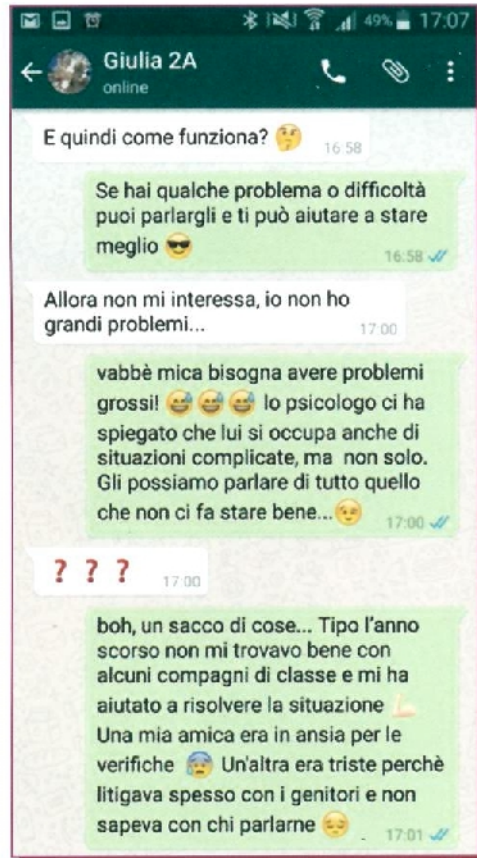 49% 17:07
Giulia 2A
online
E quindi come funziona? 🤔 16:58
Se hai qualche problema o difficoltà
puoi parlargli e ti può aiutare a stare
meglio 😎
16:58
Allora non mi interessa, io non ho
grandi problemi...
17:00
vabbè mica bisogna avere problemi
grossi! 😅😅😅 lo psicologo ci ha
spiegato che lui si occupa anche di
situazioni complicate, ma non solo.
Gli possiamo parlare di tutto quello
che non ci fa stare bene...😉
17:00
❓❓❓ 17:00
boh, un sacco di cose... Tipo l'anno
scorso non mi trovavo bene con
alcuni compagni di classe e mi ha
aiutato a risolvere la situazione 💪🏻
Una mia amica era in ansia per le
verifiche 😰 Un'altra era triste perchè
litigava spesso con i genitori e non
sapeva con chi parlarne 😔
17:01